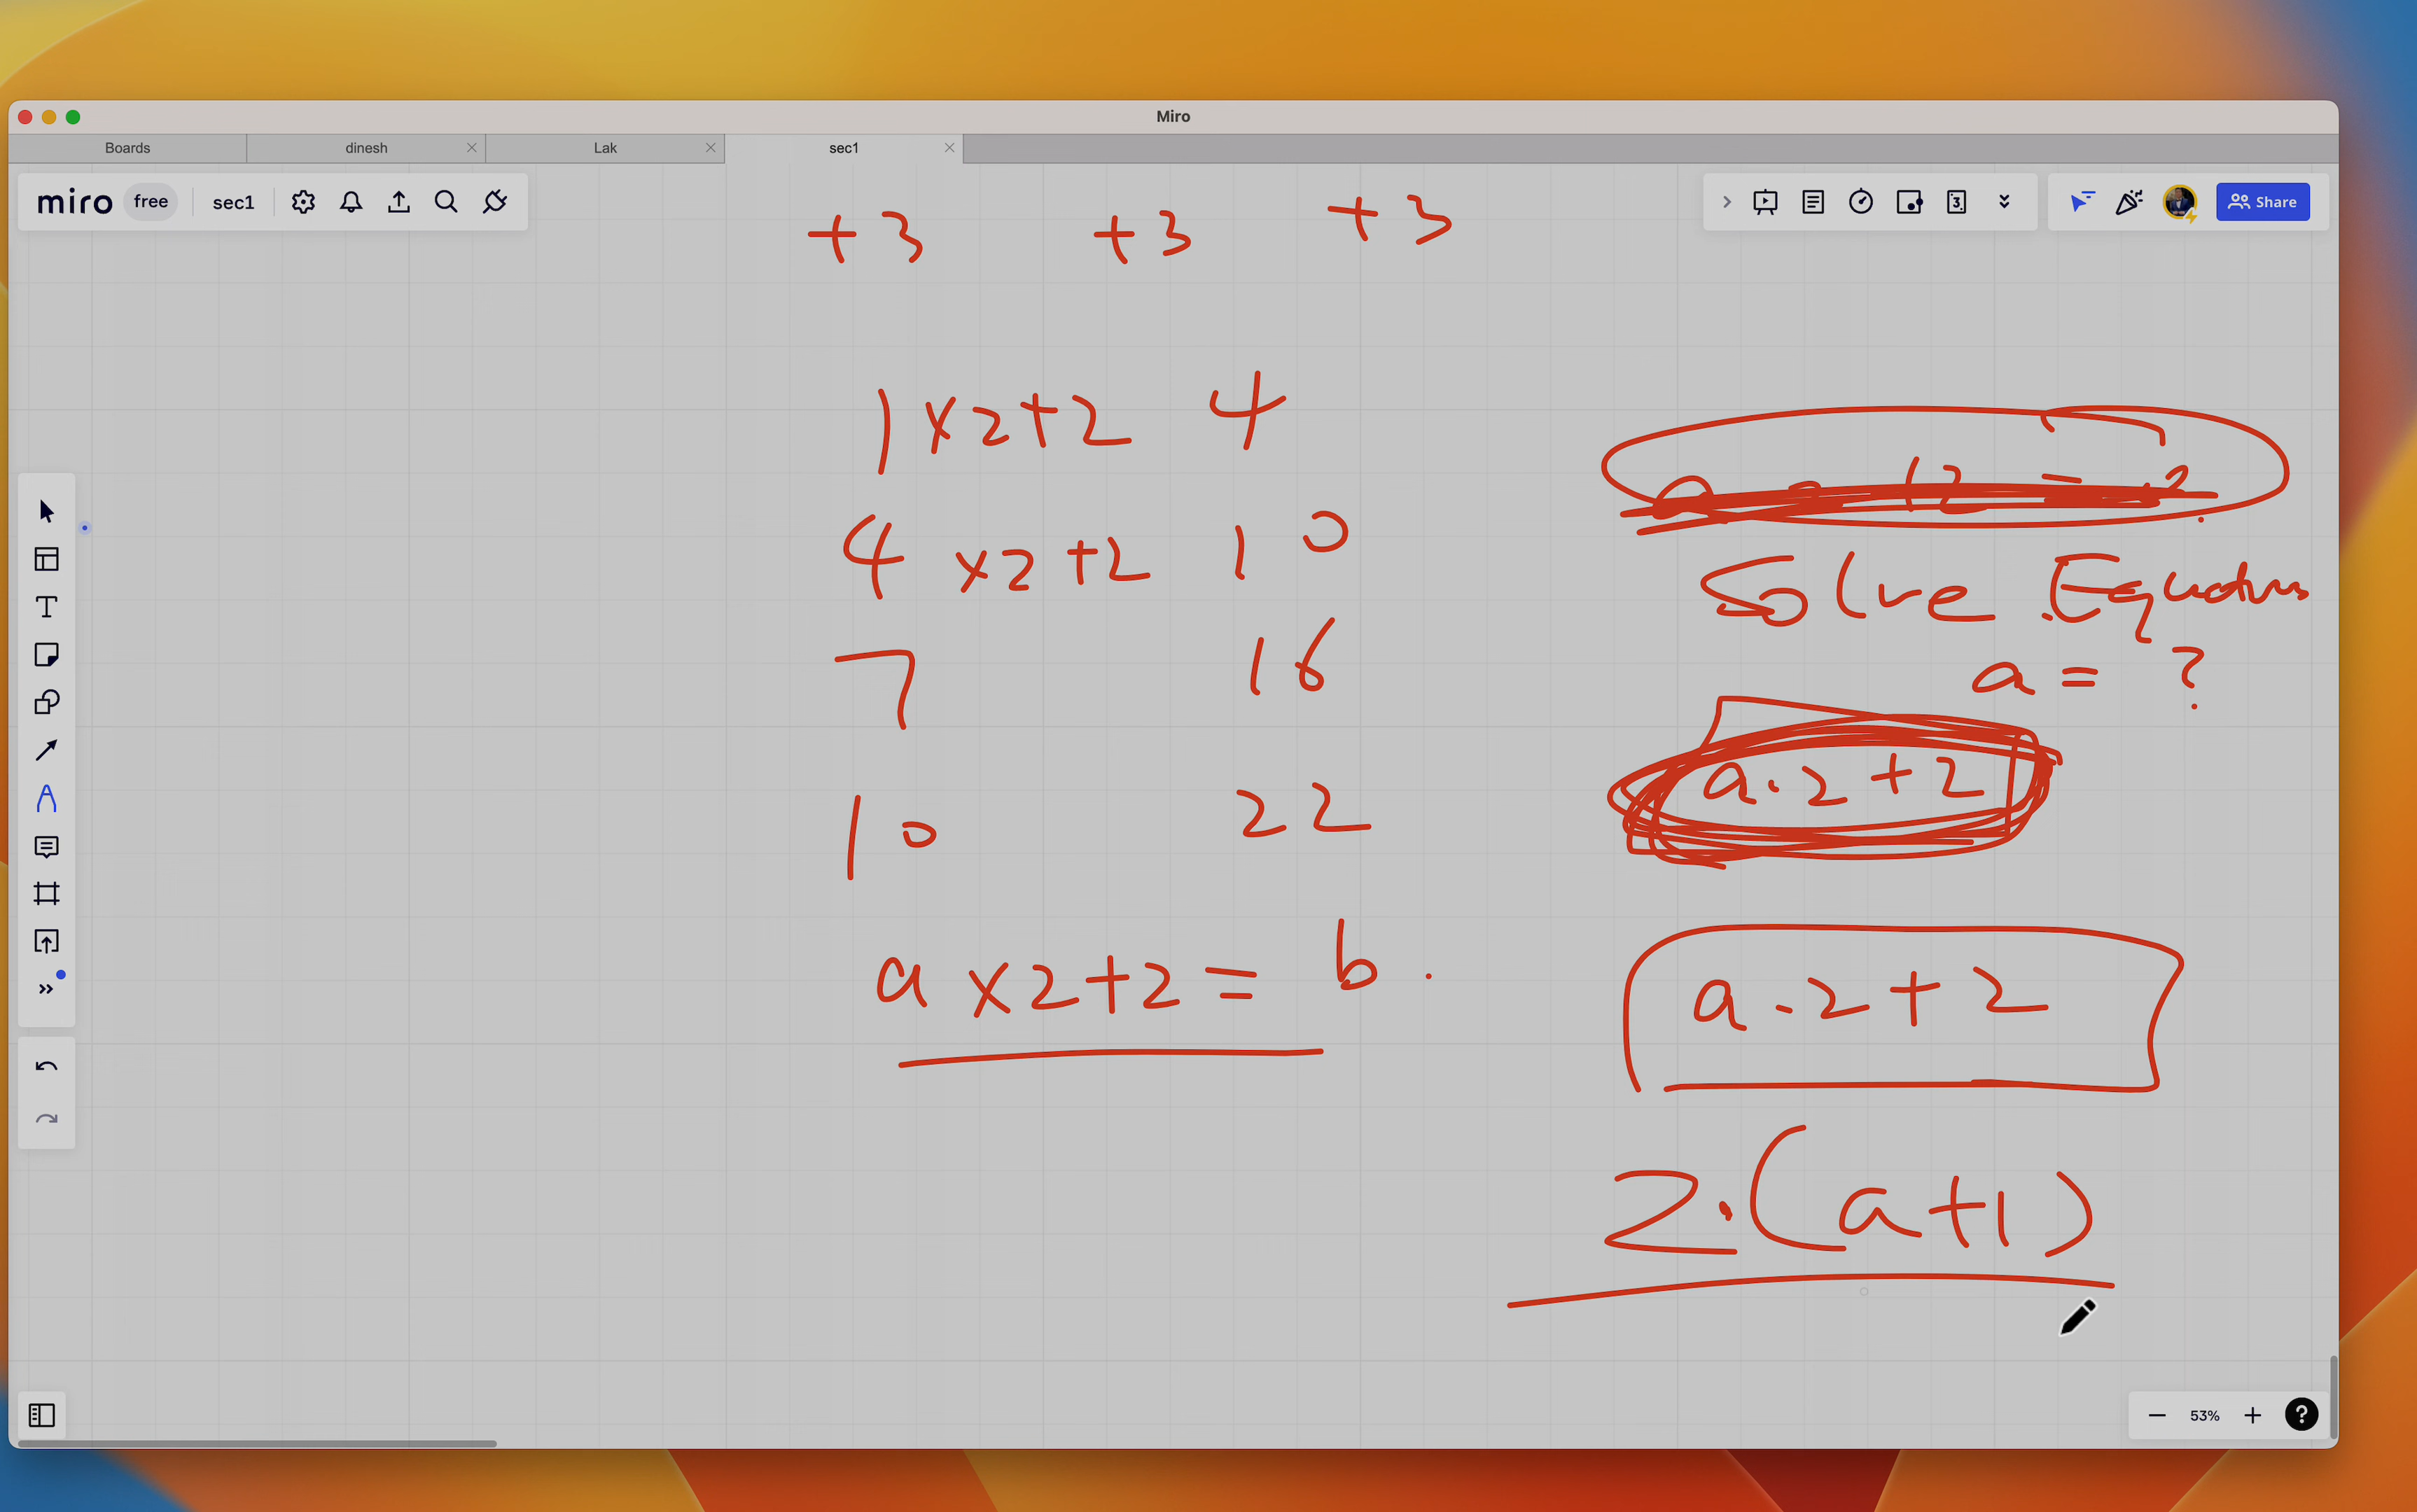 Miro
Boards dinesh Lak sec1
miro free sec1
Share
+3 +3 +3
1 x2+2 4
4 x2+2 10
7 16
10 22
a x2+2 = b .
Solve
a = ?
a.2+2
a.2+2
2.(a+1)
53%